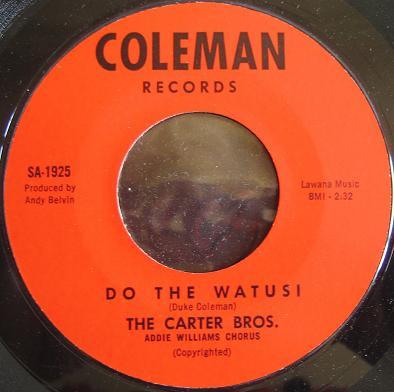 COLEMAN
RECORDS
SA-1925
Produced by
Andy Belvin
Lawana Music
BMI - 2:32
DO THE WATUSI
(Duke Coleman)
THE CARTER BROS.
ADDIE WILLIAMS CHORUS
(Copyrighted)